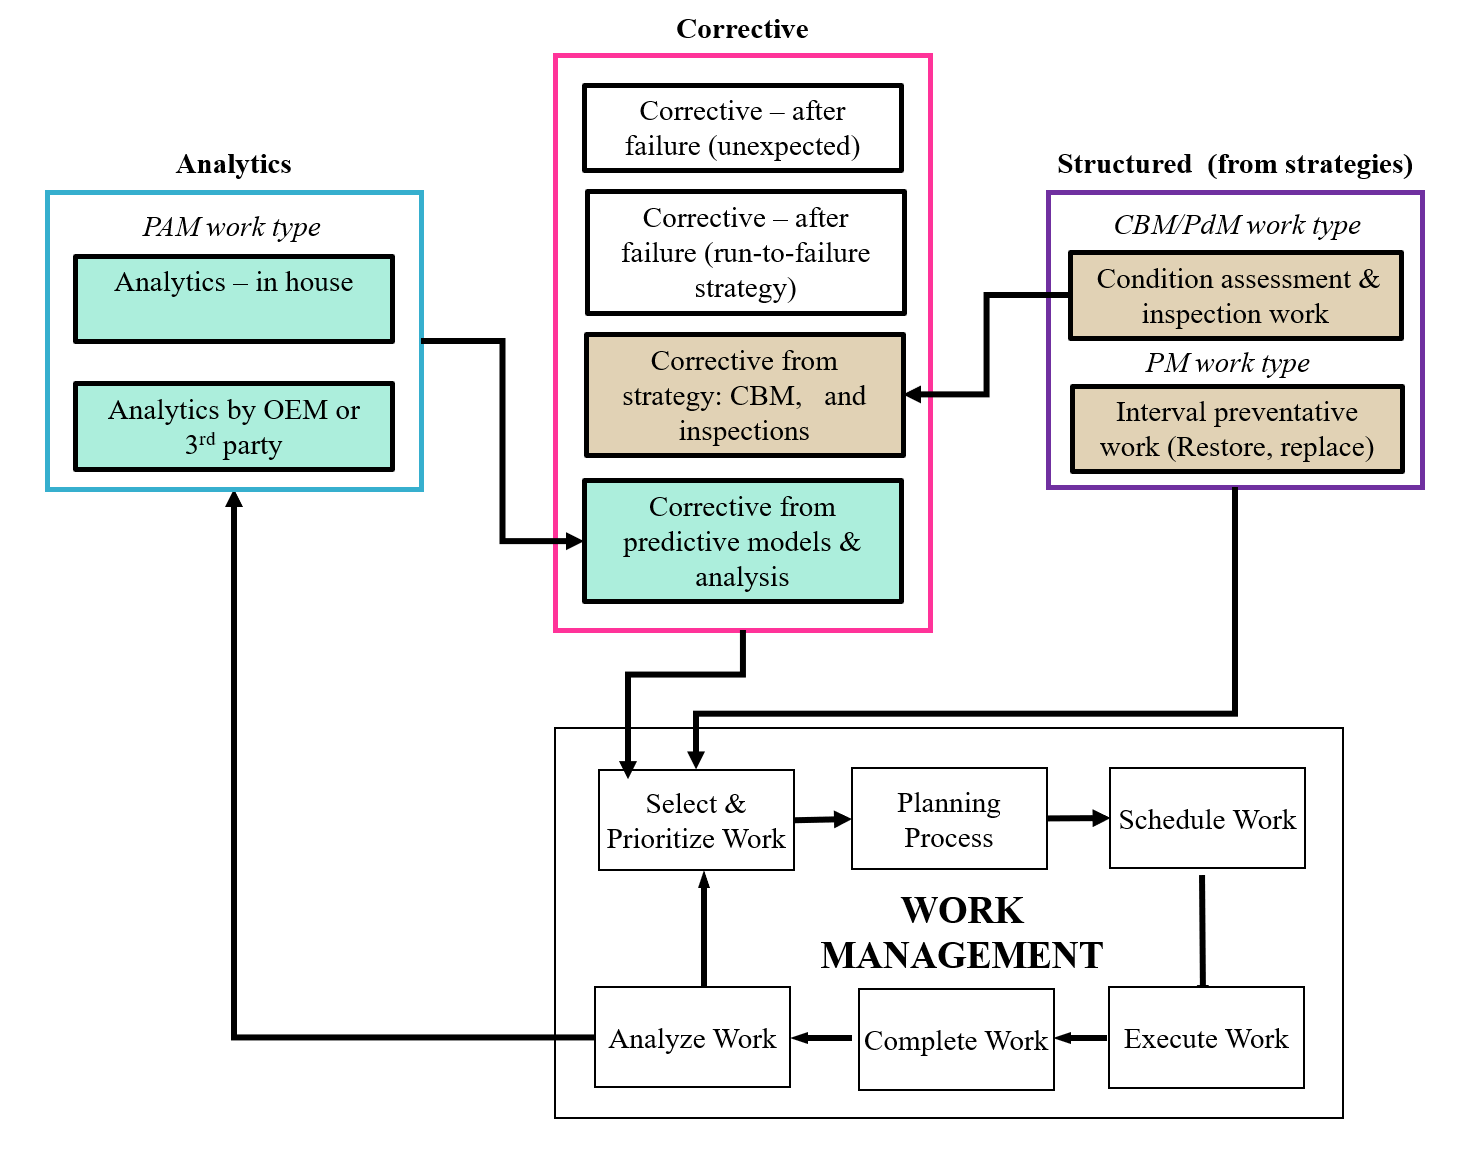 Corrective
Corrective – after
failure (unexpected)
Corrective – after
failure (run-to-failure
strategy)
Corrective from
strategy: CBM, and
inspections
Corrective from
predictive models &
analysis
Analytics
PAM work type
Analytics – in house
Analytics by OEM or
3rd party
Structured (from strategies)
CBM/PdM work type
Condition assessment &
inspection work
PM work type
Interval preventative
work (Restore, replace)
Select &
Prioritize Work
Planning
Process
Schedule Work
WORK
MANAGEMENT
Analyze Work
Complete Work
Execute Work